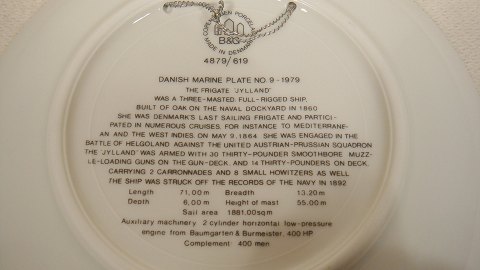 COPENHAGEN PORCELAIN
B&G
MADE IN DENMARK
4879/619
DANISH MARINE PLATE NO. 9 - 1979
THE FRIGATE 'JYLLAND'
WAS A THREE-MASTED, FULL-RIGGED SHIP,
BUILT OF OAK ON THE NAVAL DOCKYARD IN 1860
SHE WAS DENMARK'S LAST SAILING FRIGATE AND PARTICI-
PATED IN NUMEROUS CRUISES, FOR INSTANCE TO MEDITERRANE-
AN AND THE WEST INDIES. ON MAY 9, 1864 SHE WAS ENGAGED IN THE
BATTLE OF HELGOLAND AGAINST THE UNITED AUSTRIAN-PRUSSIAN SQUADRON
THE 'JYLLAND' WAS ARMED WITH 30 THIRTY-POUNDER SMOOTHBORE MUZZ-
LE-LOADING GUNS ON THE GUN-DECK, AND 14 THIRTY-POUNDERS ON DECK,
CARRYING 2 CARRONNADES AND 8 SMALL HOWITZERS AS WELL
THE SHIP WAS STRUCK OFF THE RECORDS OF THE NAVY IN 1892
Length 71,00 m Breadth 13.20 m
Depth 6,00 m Height of mast 55.00 m
Sail area 1881.00 sqm
Auxiliary machinery 2 cylinder horizontal low-pressure
engine from Baumgarten & Burmeister, 400 HP
Complement 400 men